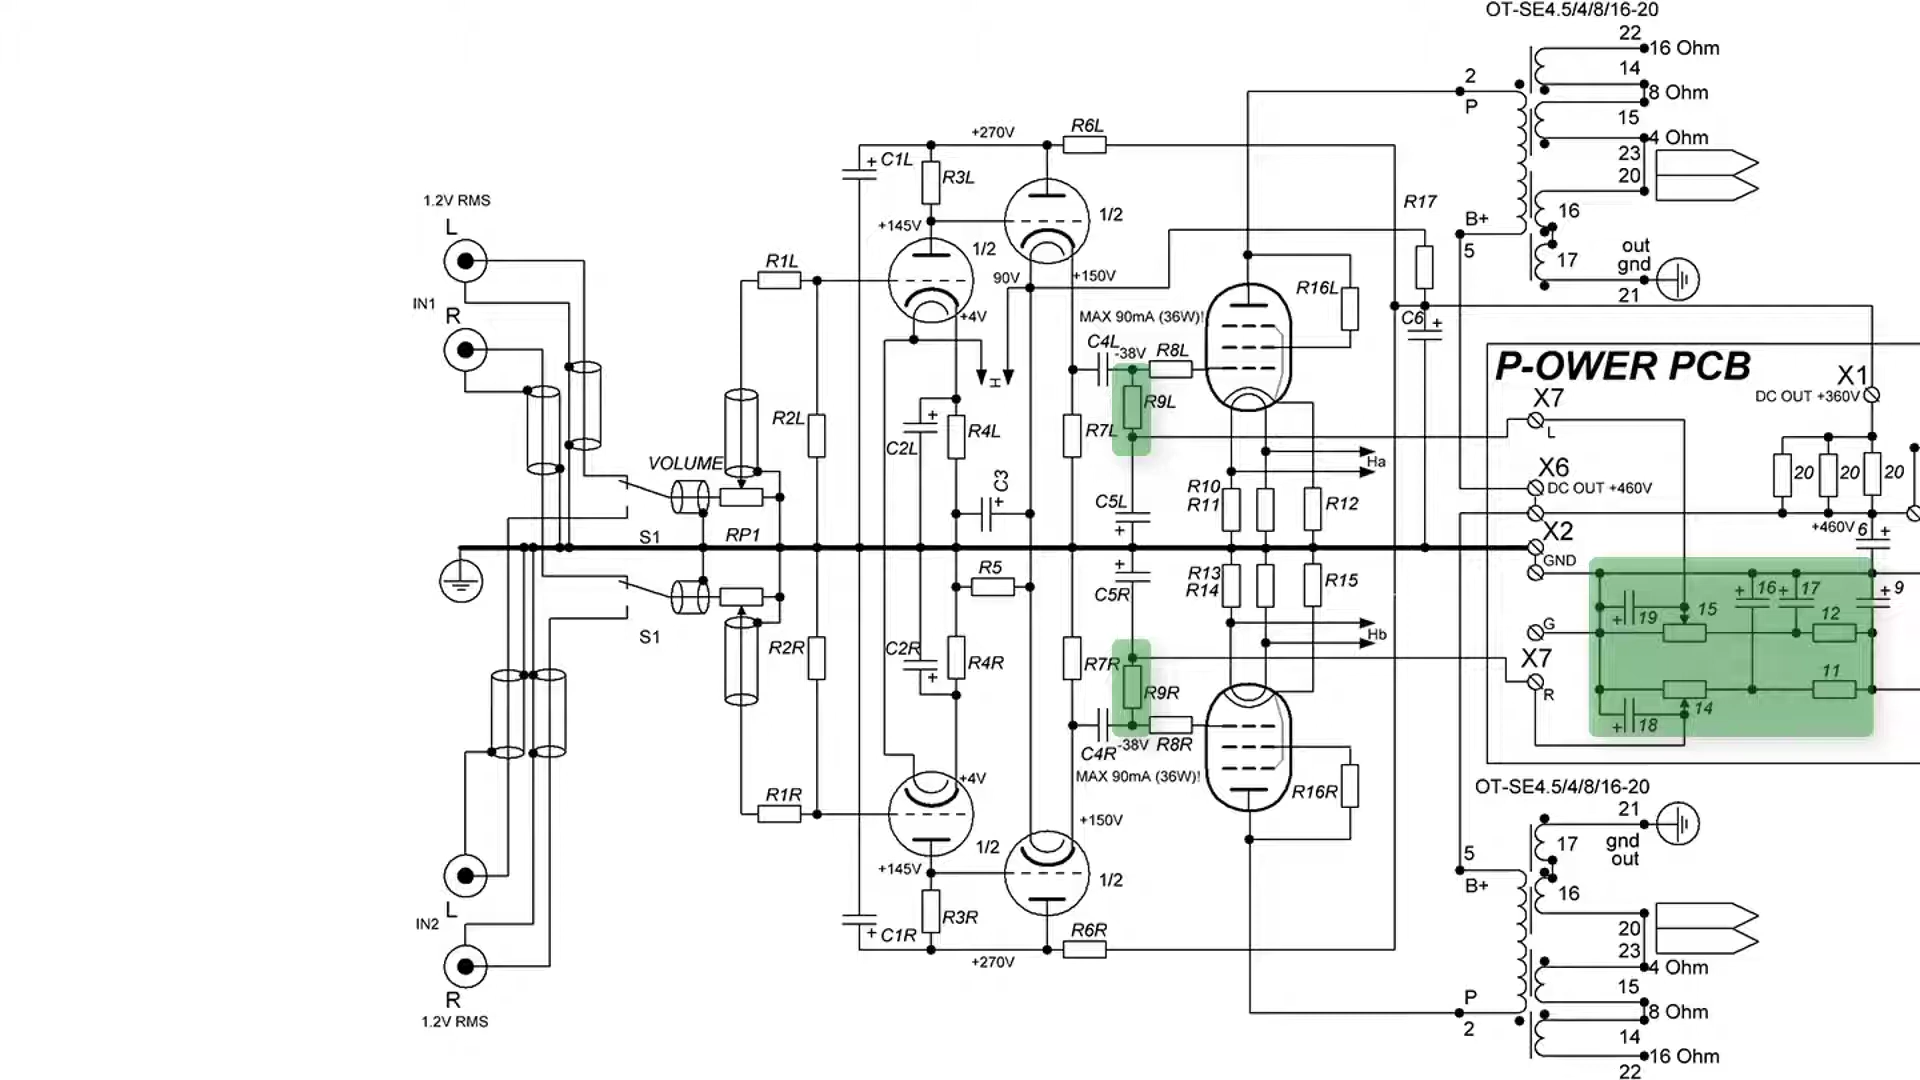 OT-SE4.5/4/8/16-20
22
16 Ohm
2
14
P
8 Ohm
15
4 Ohm
23
20
R6L
+270V
C1L
+
R3L
1/2
+145V
1.2V RMS
L
R17
B+
5
16
out
gnd
17
21
R1L
1/2
90V
+150V
R16L
IN1
R
+4V
MAX 90mA (36W)!
C6
+
C4L
-38V
R8L
H
P-OWER PCB
X1
DC OUT +360V
X7
L
R9L
+
R2L
C2L
R4L
R7L
Ha
VOLUME
X6
DC OUT +460V
20
20
20
C3
+
R10
R11
R12
C5L
+
+460V
6
+
S1
RP1
X2
GND
R5
+
C5R
R13
R14
R15
16
+
17
+
+
9
19
+
15
12
G
S1
Hb
R2R
C2R
+
R4R
R7R
X7
R
11
R9R
14
18
+
C4R
-38V
R8R
MAX 90mA (36W)!
+4V
R16R
OT-SE4.5/4/8/16-20
R1R
+150V
21
gnd
out
17
5
B+
16
1/2
+145V
1/2
L
IN2
R3R
+
C1R
R6R
+270V
20
23
4 Ohm
R
P
2
15
8 Ohm
14
1.2V RMS
16 Ohm
22